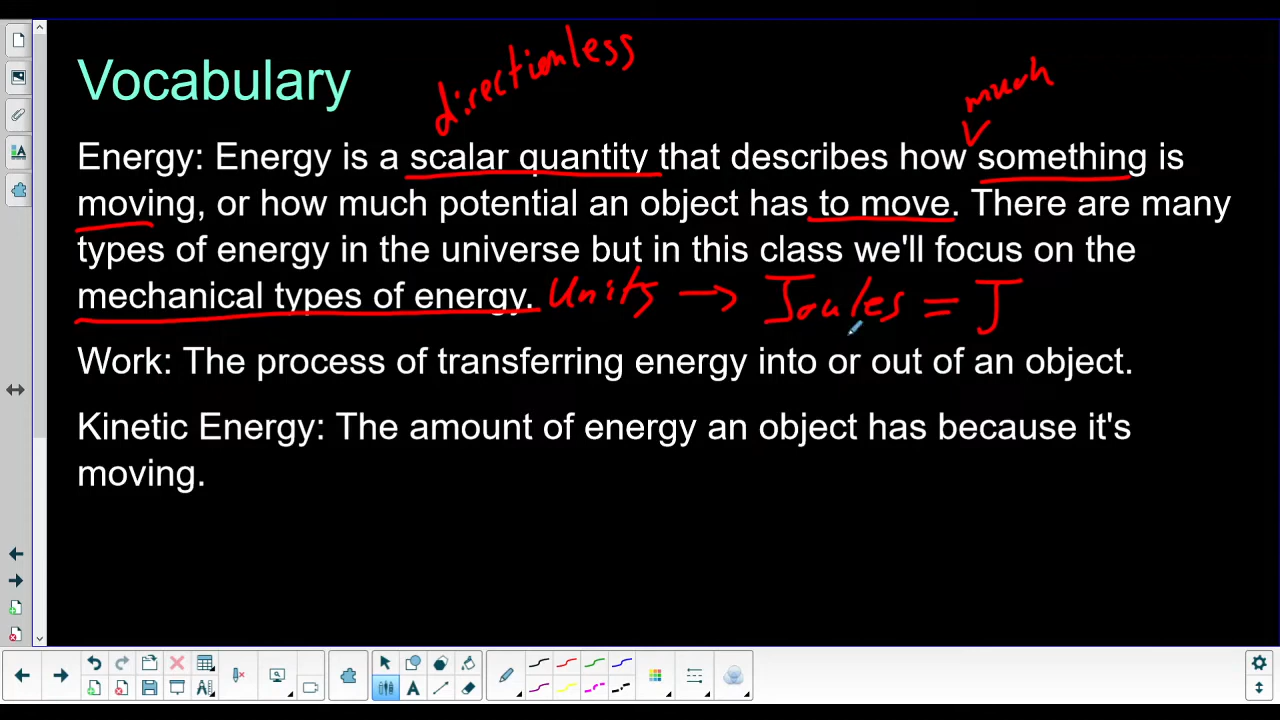 directionless
Vocabulary
much
Energy: Energy is a scalar quantity that describes how something is
moving, or how much potential an object has to move. There are many
types of energy in the universe but in this class we'll focus on the
mechanical types of energy. Units → Joules = J
Work: The process of transferring energy into or out of an object.
Kinetic Energy: The amount of energy an object has because it's
moving.